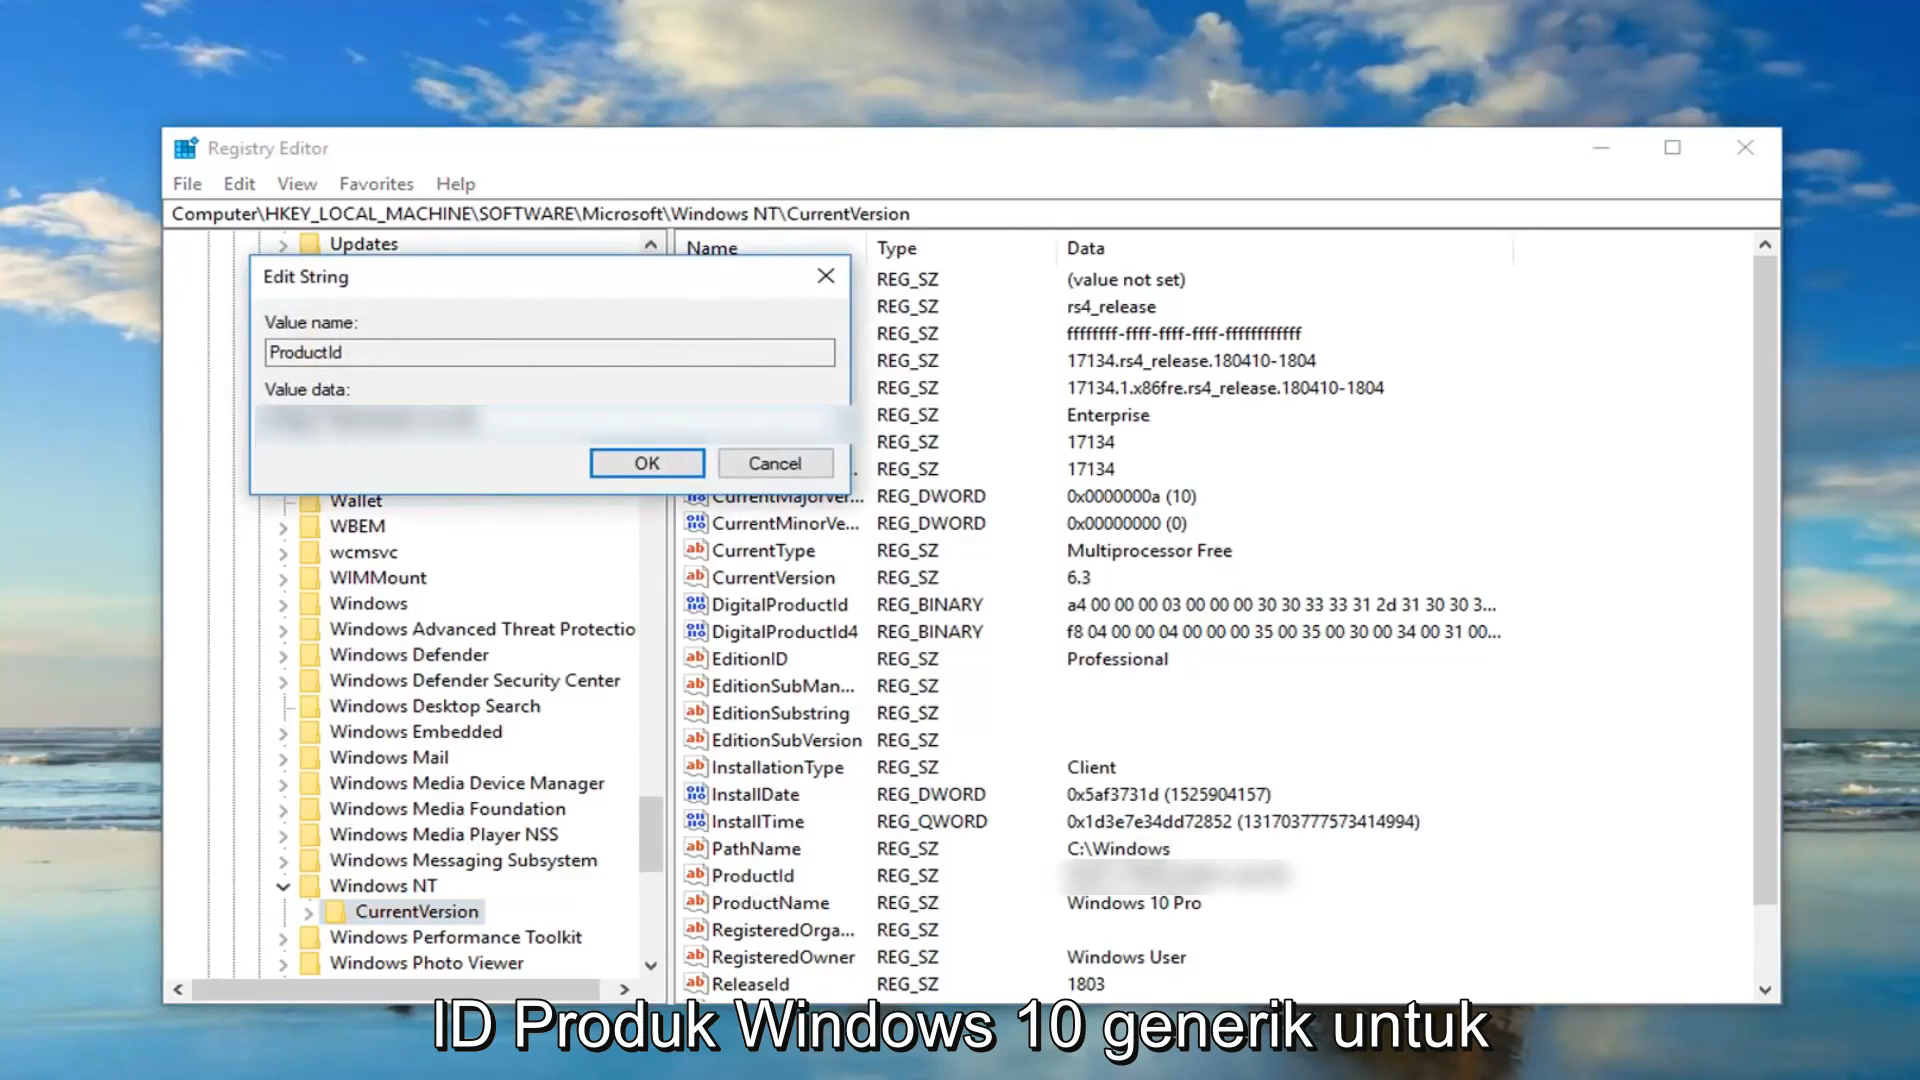 Registry Editor
File Edit View Favorites Help
Computer\HKEY_LOCAL_MACHINE\SOFTWARE\Microsoft\Windows NT\CurrentVersion
Updates
Edit String
Value name:
ProductId
Value data:
OK Cancel
Wallet
WBEM
wcmsvc
WIMMount
Windows
Windows Advanced Threat Protectio
Windows Defender
Windows Defender Security Center
Windows Desktop Search
Windows Embedded
Windows Mail
Windows Media Device Manager
Windows Media Foundation
Windows Media Player NSS
Windows Messaging Subsystem
Windows NT
CurrentVersion
Windows Performance Toolkit
Windows Photo Viewer
Name Type Data
REG_SZ (value not set)
REG_SZ rs4_release
REG_SZ ffffffff-ffff-ffff-ffff-ffffffffffff
REG_SZ 17134.rs4_release.180410-1804
REG_SZ 17134.1.x86fre.rs4_release.180410-1804
REG_SZ Enterprise
REG_SZ 17134
REG_SZ 17134
CurrentMajorVer... REG_DWORD 0x0000000a (10)
CurrentMinorVe... REG_DWORD 0x00000000 (0)
CurrentType REG_SZ Multiprocessor Free
CurrentVersion REG_SZ 6.3
DigitalProductId REG_BINARY a4 00 00 00 03 00 00 00 30 30 33 33 31 2d 31 30 30 3...
DigitalProductId4 REG_BINARY f8 04 00 00 04 00 00 00 35 00 35 00 30 00 34 00 31 00...
EditionID REG_SZ Professional
EditionSubMan... REG_SZ
EditionSubstring REG_SZ
EditionSubVersion REG_SZ
InstallationType REG_SZ Client
InstallDate REG_DWORD 0x5af3731d (1525904157)
InstallTime REG_QWORD 0x1d3e7e34dd72852 (131703777573414994)
PathName REG_SZ C:\Windows
ProductId REG_SZ
ProductName REG_SZ Windows 10 Pro
RegisteredOrga... REG_SZ
RegisteredOwner REG_SZ Windows User
ReleaseId REG_SZ 1803
ID Produk Windows 10 generik untuk